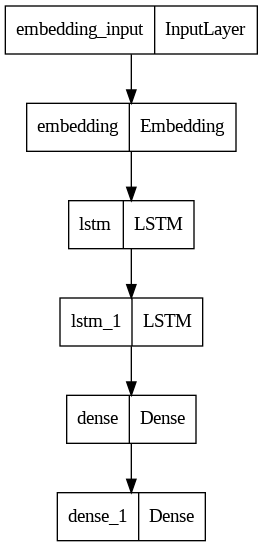 embedding_input InputLayer
embedding Embedding
lstm LSTM
lstm_1 LSTM
dense Dense
dense_1 Dense